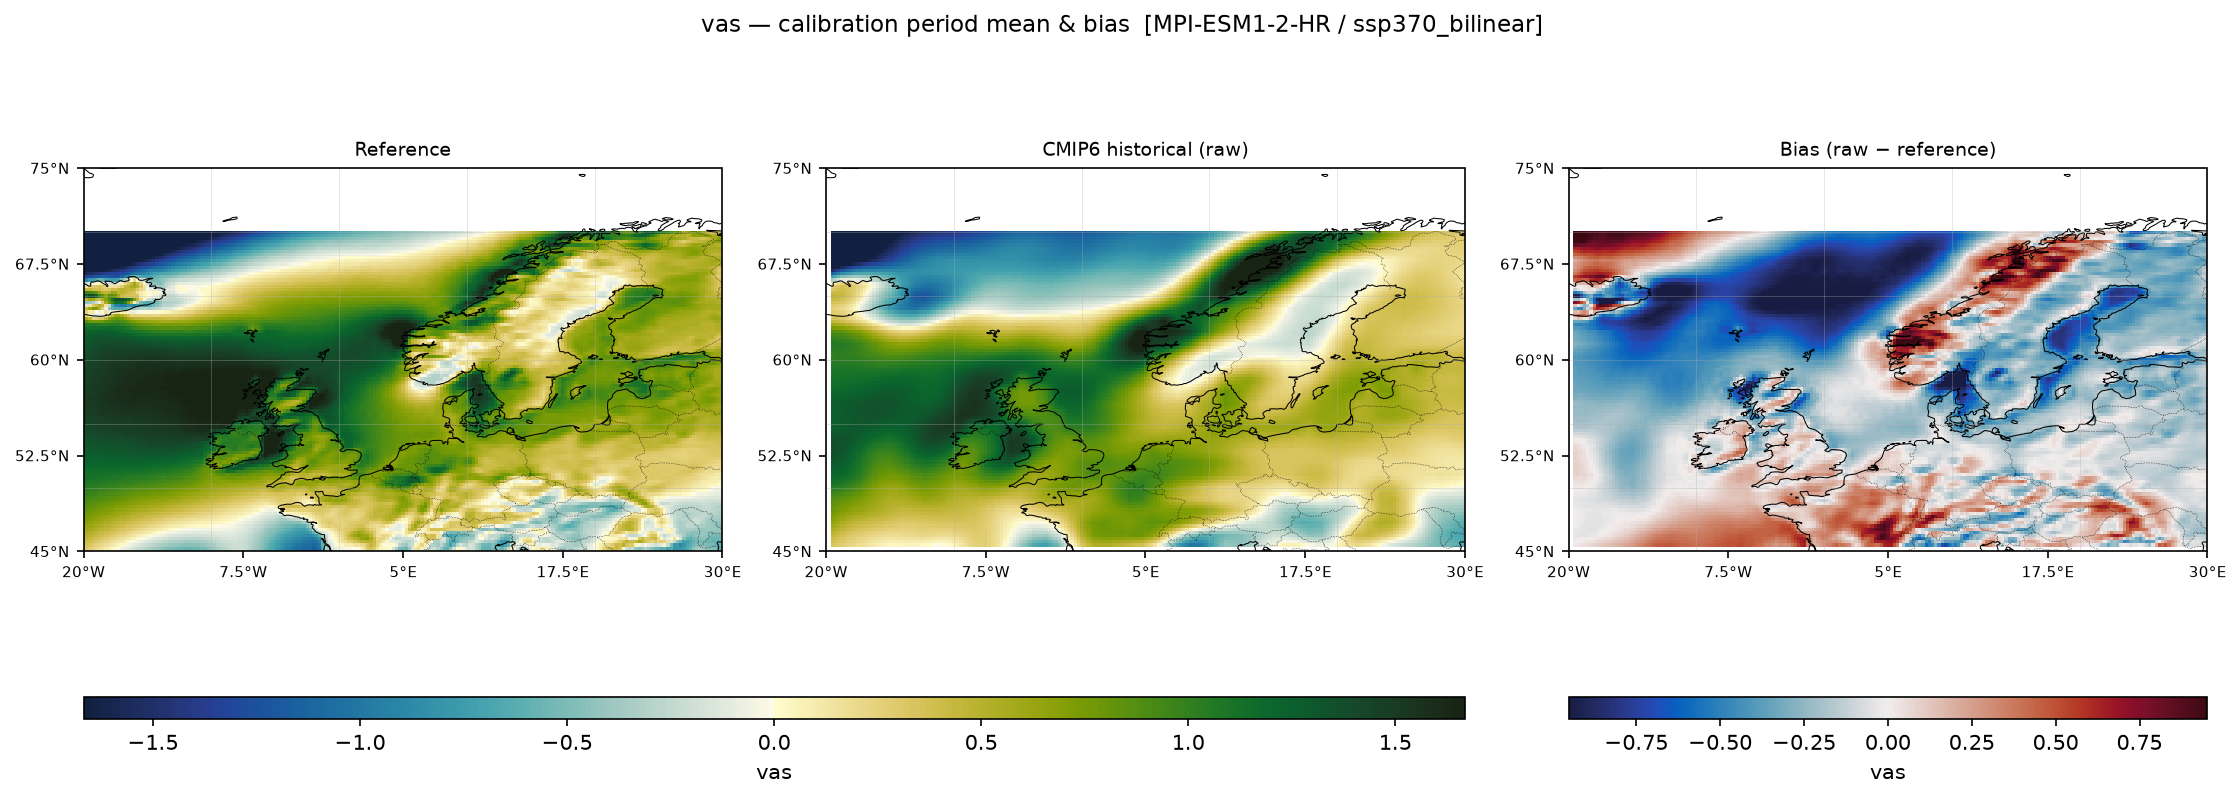 vas — calibration period mean & bias  [MPI-ESM1-2-HR / ssp370_bilinear]
Reference
75°N
67.5°N
60°N
52.5°N
45°N
20°W 7.5°W 5°E 17.5°E 30°E
CMIP6 historical (raw)
75°N
67.5°N
60°N
52.5°N
45°N
20°W 7.5°W 5°E 17.5°E 30°E
Bias (raw − reference)
75°N
67.5°N
60°N
52.5°N
45°N
20°W 7.5°W 5°E 17.5°E 30°E
−1.5 −1.0 −0.5 0.0 0.5 1.0 1.5
vas
−0.75 −0.50 −0.25 0.00 0.25 0.50 0.75
vas